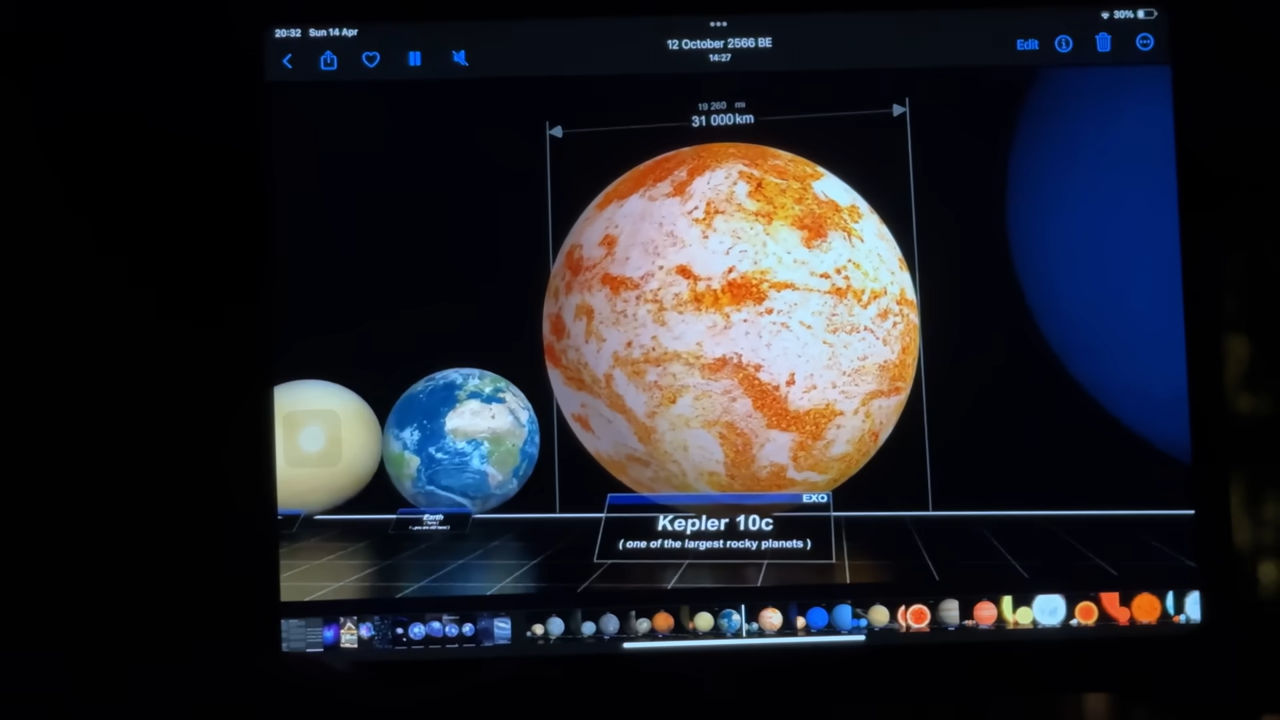 20:32 Sun 14 Apr
30%
12 October 2566 BE
14:27
Edit
19 260 mi
31 000 km
EXO
Kepler 10c
( one of the largest rocky planets )
Earth